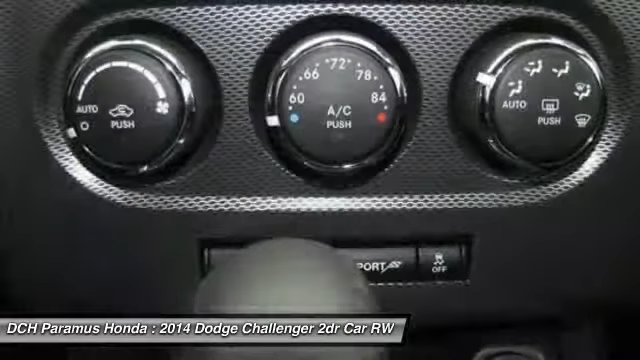 72
66 78
60 84
AUTO
O
PUSH
A/C
PUSH
AUTO
PUSH
PORT
OFF
DCH Paramus Honda : 2014 Dodge Challenger 2dr Car RW